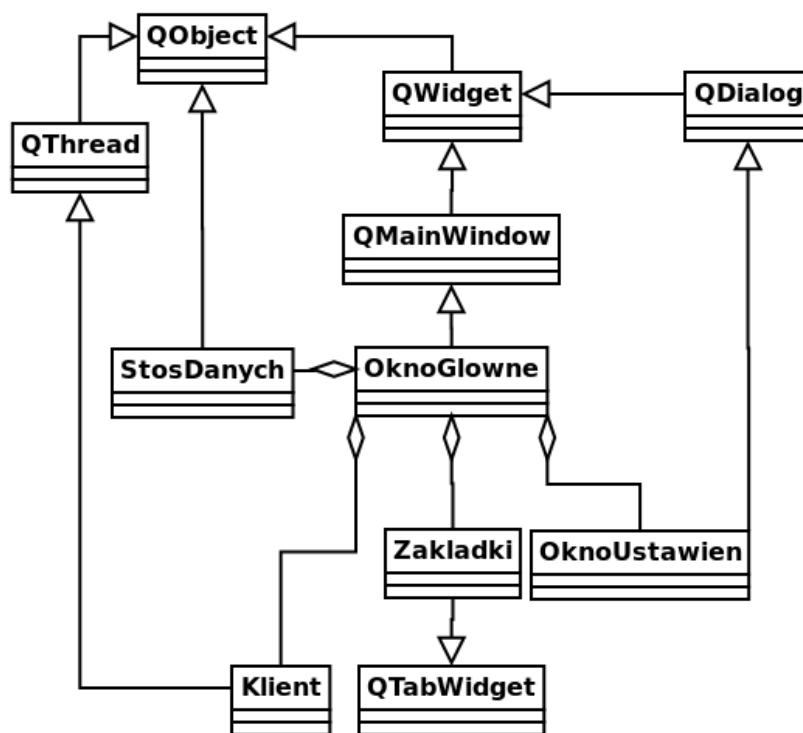 QObject
QWidget
QDialog
QThread
QMainWindow
StosDanych
OknoGlowne
Zakladki
OknoUstawien
Klient
QTabWidget